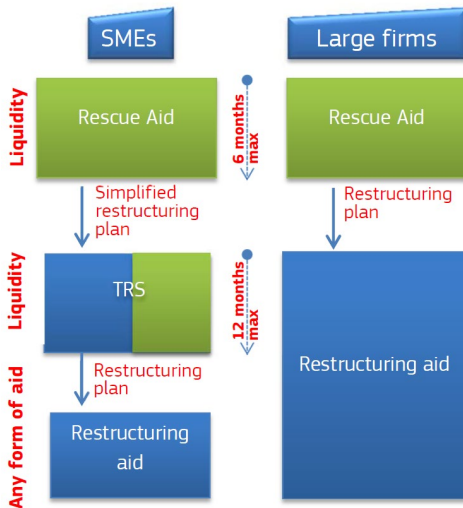 SMEs
Large firms
Liquidity
Rescue Aid
6 months
max
Rescue Aid
Simplified
restructuring
plan
Restructuring
plan
Liquidity
TRS
12 months
max
Restructuring aid
Restructuring
plan
Any form of aid
Restructuring
aid